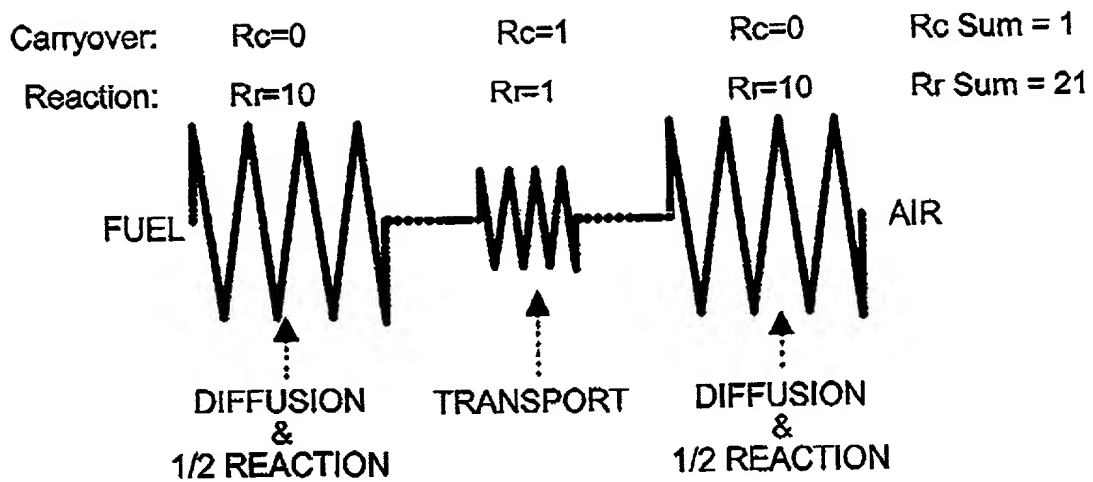 Carryover: Rc=0 Rc=1 Rc=0 Rc Sum = 1
Reaction: Rr=10 Rr=1 Rr=10 Rr Sum = 21
FUEL AIR
DIFFUSION TRANSPORT DIFFUSION
& &
1/2 REACTION 1/2 REACTION